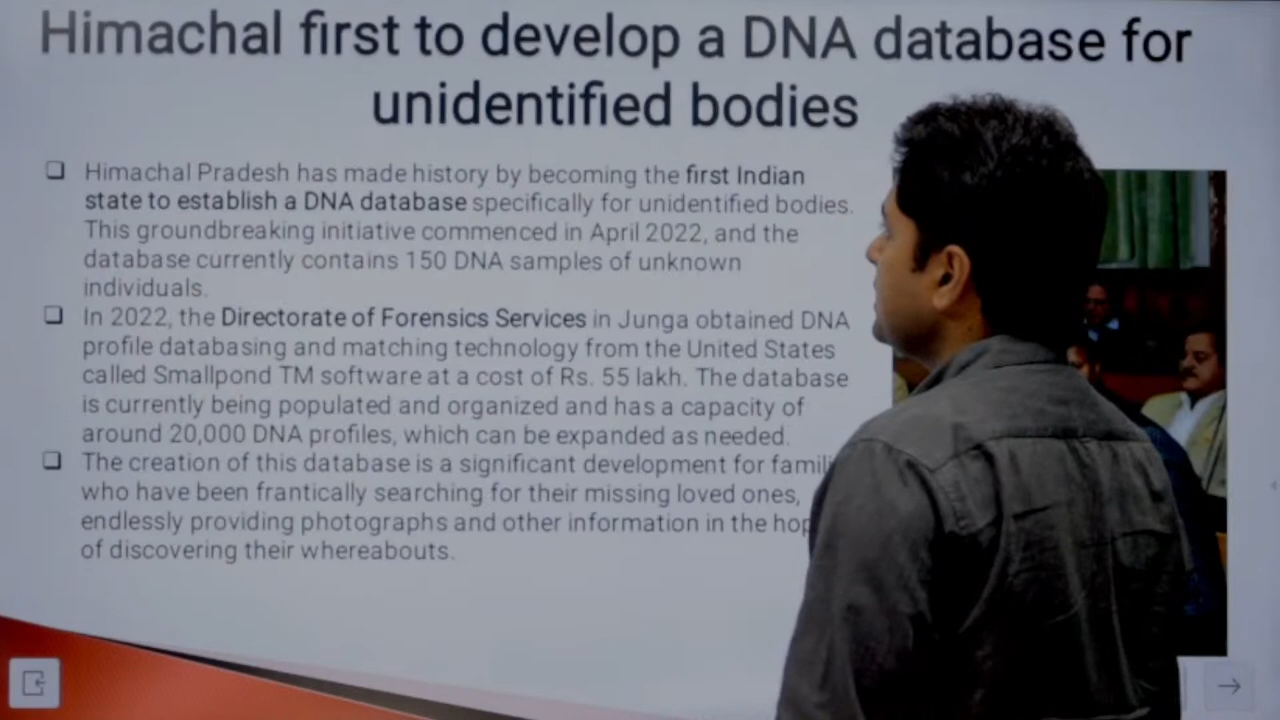 Himachal first to develop a DNA database for
unidentified bodies
Himachal Pradesh has made history by becoming the first Indian
state to establish a DNA database specifically for unidentified bodies.
This groundbreaking initiative commenced in April 2022, and the
database currently contains 150 DNA samples of unknown
individuals.
In 2022, the Directorate of Forensics Services in Junga obtained DNA
profile databasing and matching technology from the United States
called Smallpond TM software at a cost of Rs. 55 lakh. The database
is currently being populated and organized and has a capacity of
around 20,000 DNA profiles, which can be expanded as needed.
The creation of this database is a significant development for
who have been frantically searching for their missing loved ones,
endlessly providing photographs and other information in the
of discovering their whereabouts.